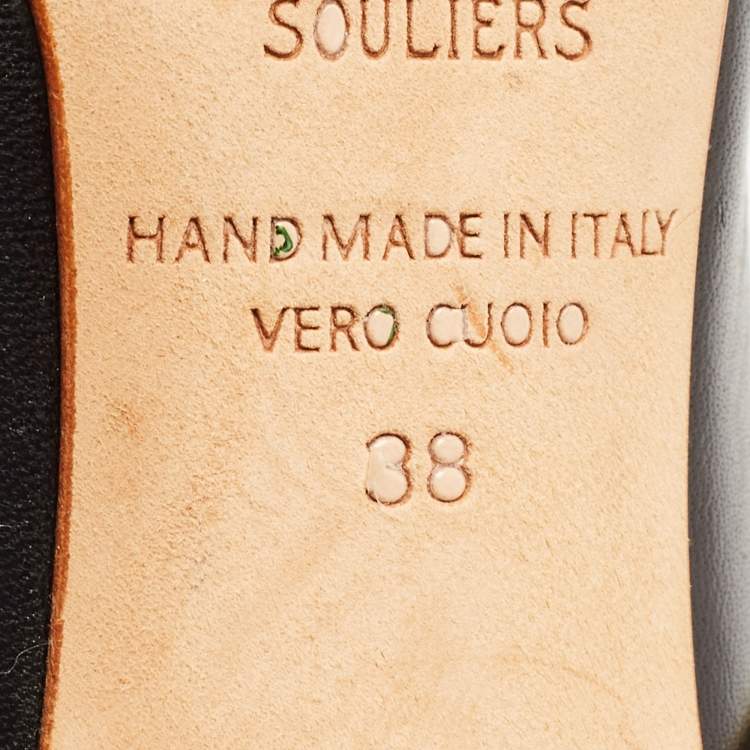 SOULIERS
HAND MADE IN ITALY
VERO CUOIO
38